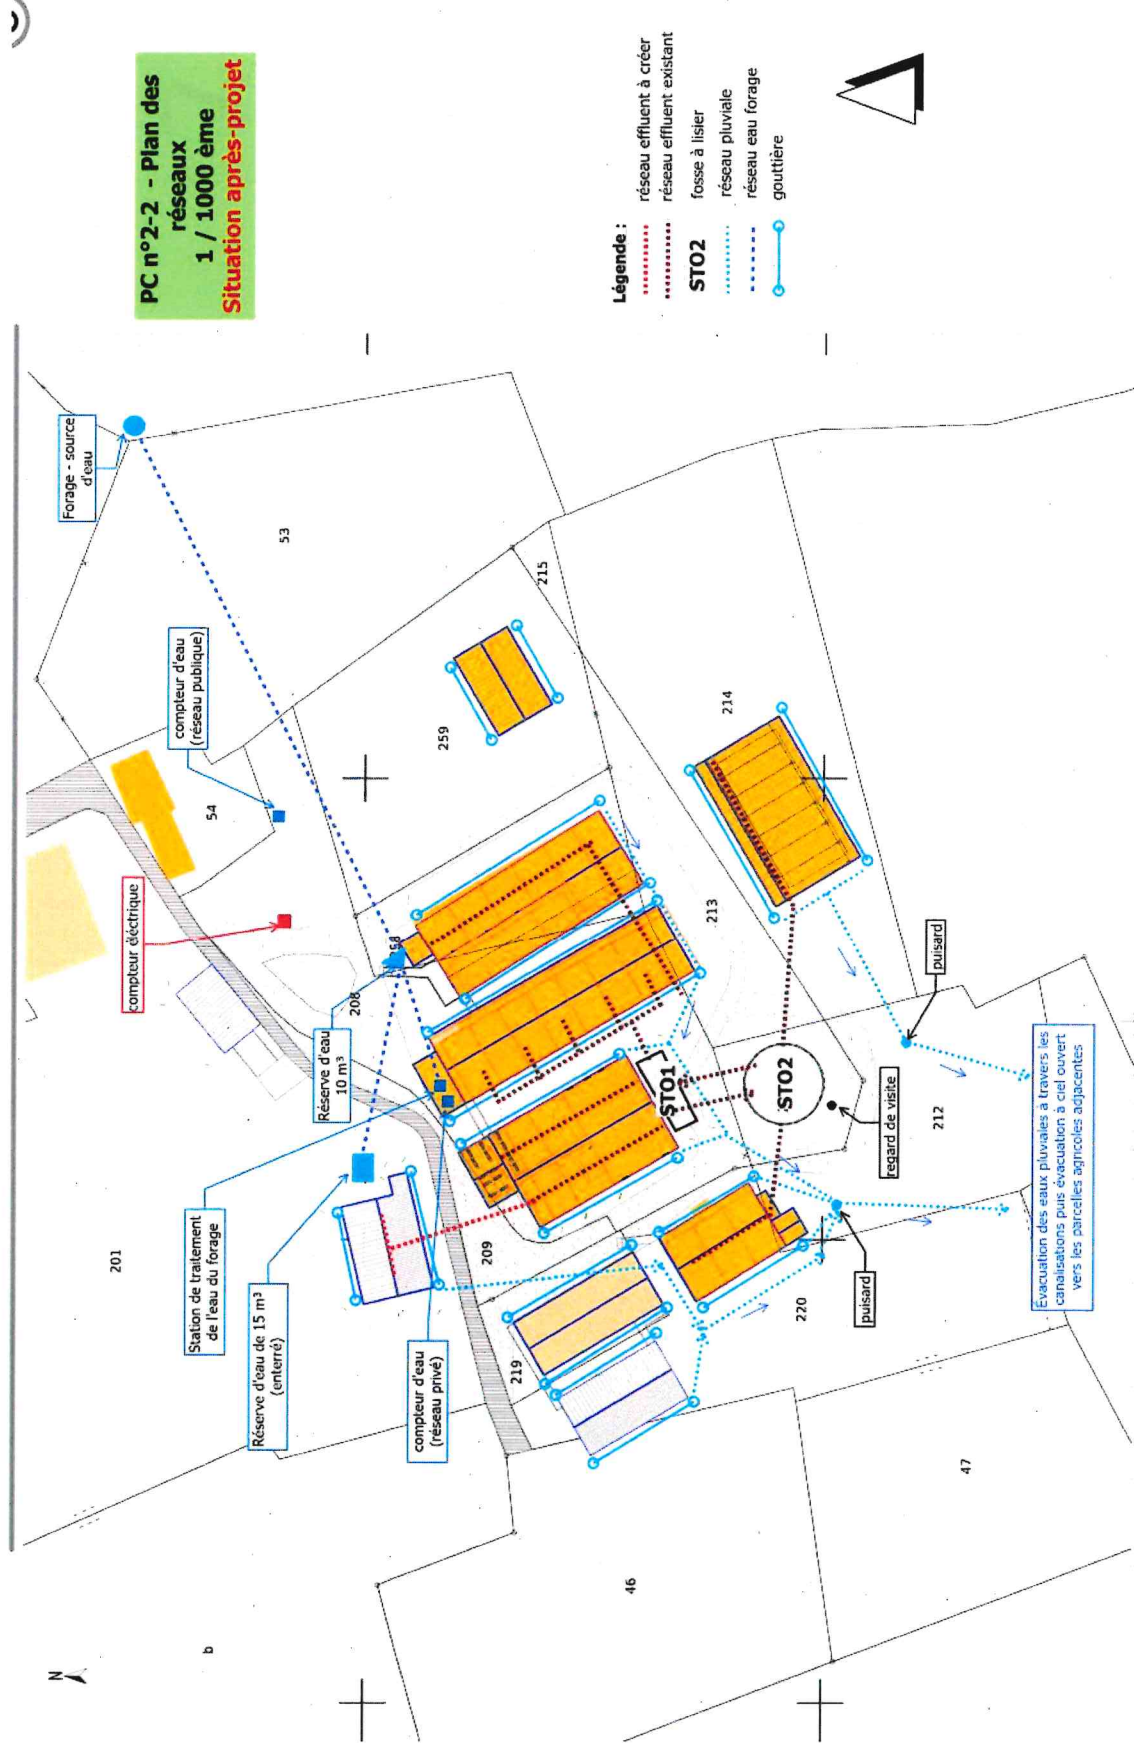 PC n°2-2 - Plan des
réseaux
1 / 1000 ème
Situation après-projet
Légende :
réseau effluent à créer
réseau effluent existant
STO2 fosse à lisier
réseau pluviale
réseau eau forage
gouttière
Forage - source
d'eau
compteur d'eau
(réseau publique)
compteur éléctrique
Réserve d'eau
10 m³
Station de traitement
de l'eau du forage
Réserve d'eau de 15 m³
(enterré)
compteur d'eau
(réseau privé)
N
b
201
54
53
208
58
259
215
214
213
209
219
220
212
46
47
STO1
STO2
puisard
regard de visite
puisard
Évacuation des eaux pluviales à travers les
canalisations puis évacuation à ciel ouvert
vers les parcelles agricoles adjacentes